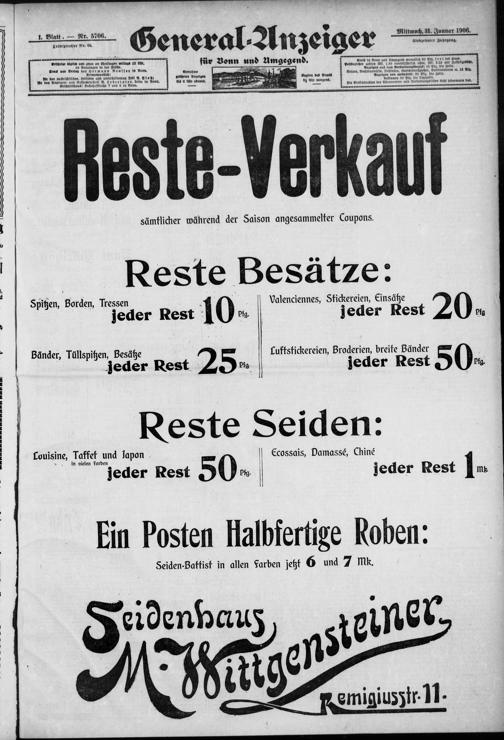 1. Blatt. — Nr. 5706.
General-Anzeiger
für Bonn und Umgegend.
Mittwoch, 31. Januar 1906.
Reste-Verkauf
sämtlicher während der Saison angesammelter Coupons.
Reste Besätze:
Spitzen, Borden, Tressen
jeder Rest 10 Pfg.
Valenciennes, Stickereien, Einsätze
jeder Rest 20 Pfg
Bänder, Tüllspitzen, Besätze
jeder Rest 25 Pfg
Luftstickereien, Broderien, breite Bänder
jeder Rest 50 Pfg.
Reste Seiden:
Louisine, Taffet und Japon
in vielen Farben
jeder Rest 50 Pfg.
Ecossais, Damassé, Chiné
jeder Rest 1 Mk
Ein Posten Halbfertige Roben:
Seiden-Battist in allen Farben jetzt 6 und 7 Mk.
Seidenhaus
M. Wittgensteiner,
Remigiusstr. 11.